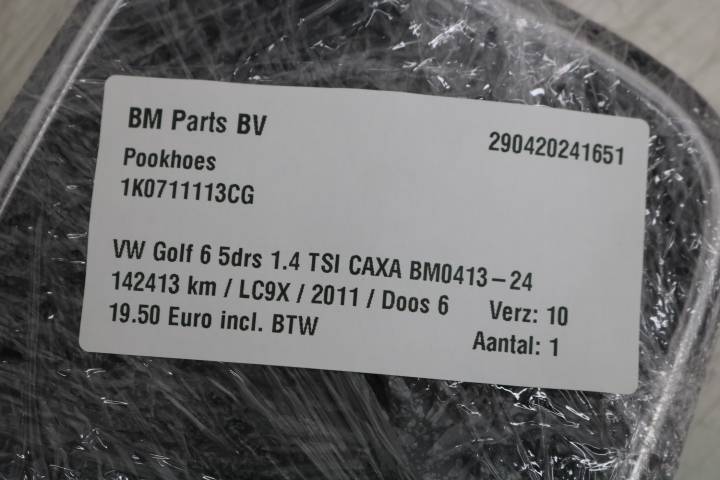 BM Parts BV
290420241651
Pookhoes
1K0711113CG
VW Golf 6 5drs 1.4 TSI CAXA BM0413-24
142413 km / LC9X / 2011 / Doos 6 Verz: 10
19.50 Euro incl. BTW Aantal: 1